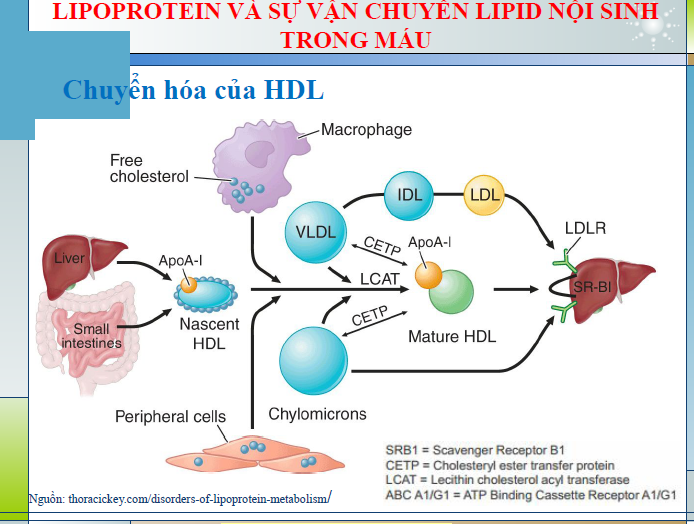 LIPOPROTEIN VÀ SỰ VẬN CHUYỂN LIPID NỘI SINH
TRONG MÁU
Chuyển hóa của HDL
Macrophage
Free
cholesterol
IDL
LDL
VLDL
CETP
ApoA-I
LDLR
Liver
ApoA-I
LCAT
SR-BI
Small
intestines
Nascent
HDL
CETP
Mature HDL
Peripheral cells
Chylomicrons
SRB1 = Scavenger Receptor B1
CETP = Cholesteryl ester transfer protein
LCAT = Lecithin cholesterol acyl transferase
ABC A1/G1 = ATP Binding Cassette Receptor A1/G1
Nguồn: thoracickey.com/disorders-of-lipoprotein-metabolism/